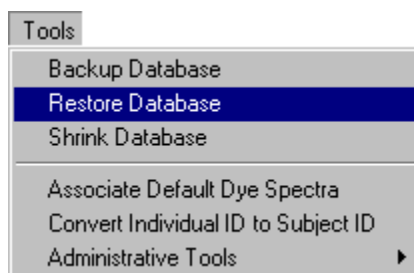 Tools
Backup Database
Restore Database
Shrink Database
Associate Default Dye Spectra
Convert Individual ID to Subject ID
Administrative Tools